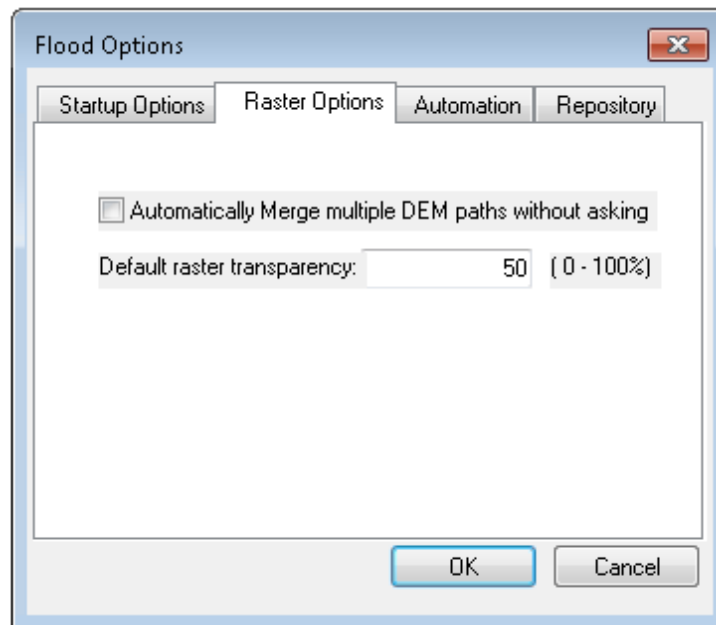 Flood Options
Startup Options Raster Options Automation Repository
Automatically Merge multiple DEM paths without asking
Default raster transparency: 50 ( 0 - 100%)
OK Cancel